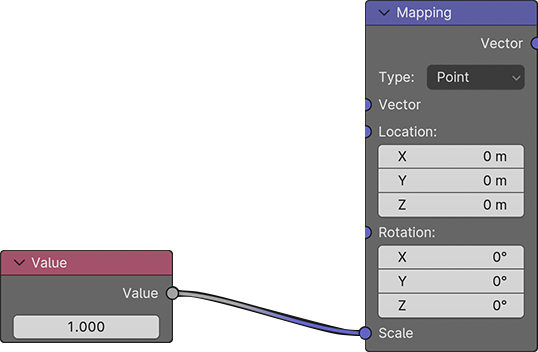 Mapping
Vector
Type: Point
Vector
Location:
X 0 m
Y 0 m
Z 0 m
Rotation:
X 0°
Y 0°
Z 0°
Scale
Value
Value
1.000